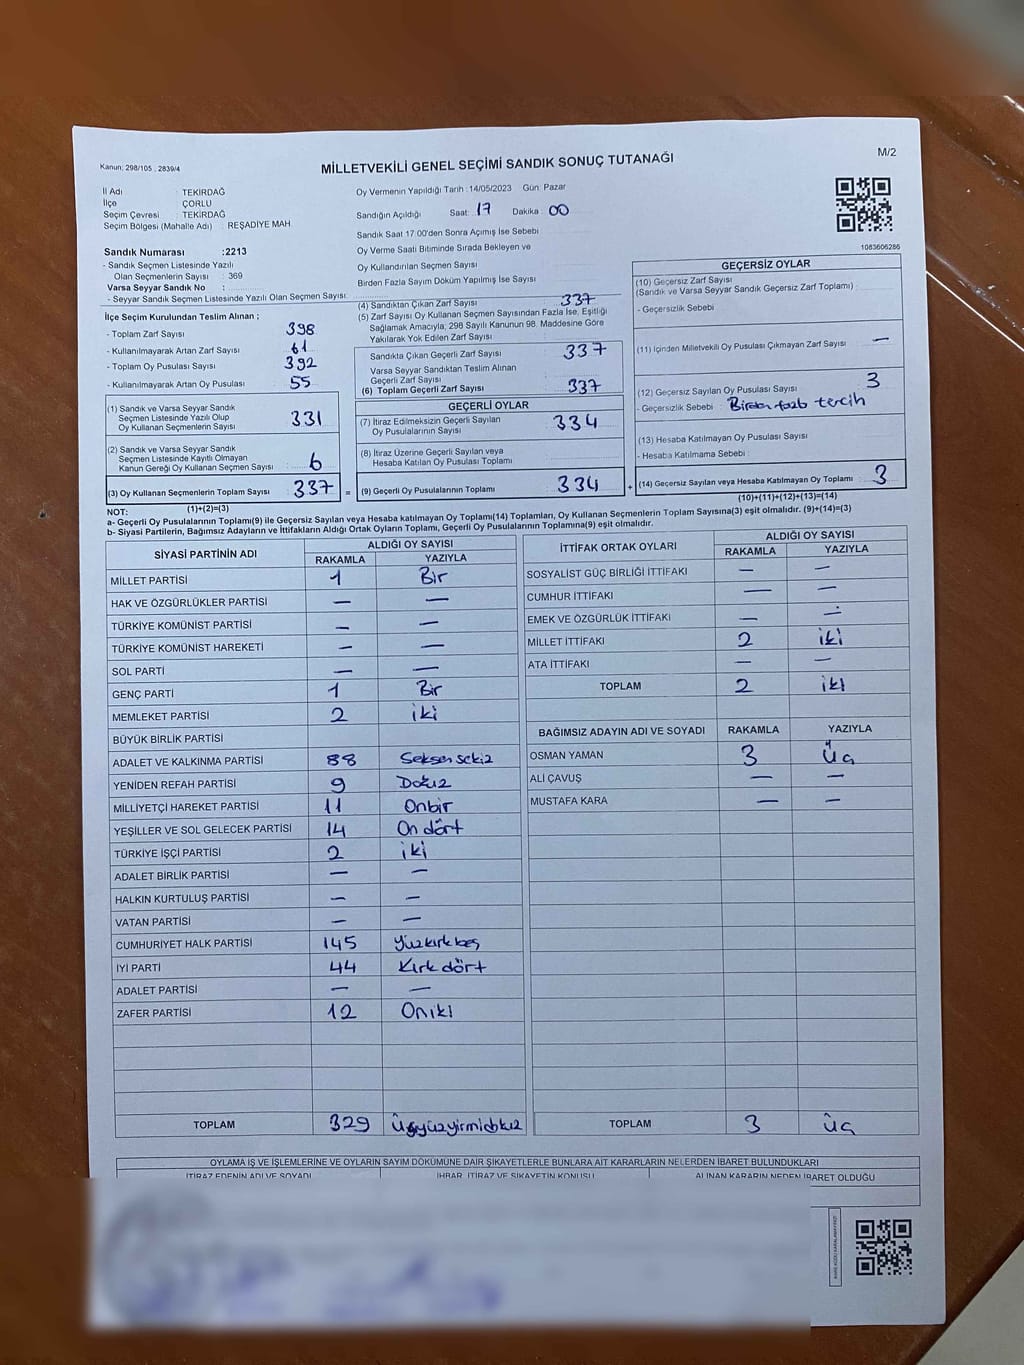 M/2
Kanun: 298/105 , 2839/4
MİLLETVEKİLİ GENEL SEÇİMİ SANDIK SONUÇ TUTANAĞI
İl Adı : TEKİRDAĞ
İlçe : ÇORLU
Seçim Çevresi : TEKİRDAĞ
Seçim Bölgesi (Mahalle Adı) : REŞADİYE MAH
Sandık Numarası :2213
- Sandık Seçmen Listesinde Yazılı
Olan Seçmenlerin Sayısı : 369
Varsa Seyyar Sandık No :
- Seyyar Sandık Seçmen Listesinde Yazılı Olan Seçmen Sayısı:
Oy Vermenin Yapıldığı Tarih : 14/05/2023 Gün: Pazar
Sandığın Açıldığı Saat: 17 Dakika 00
Sandık Saat 17:00'den Sonra Açımış İse Sebebi
Oy Verme Saati Bitiminde Sırada Bekleyen ve
Oy Kullandırılan Seçmen Sayısı
Birden Fazla Sayım Döküm Yapılmış İse Sayısı
1083606286
İlçe Seçim Kurulundan Teslim Alınan ;
- Toplam Zarf Sayısı 398
- Kullanılmayarak Artan Zarf Sayısı 61
- Toplam Oy Pusulası Sayısı 392
- Kullanılmayarak Artan Oy Pusulası 55
(1) Sandık ve Varsa Seyyar Sandık
Seçmen Listesinde Yazılı Olup
Oy Kullanan Seçmenlerin Sayısı 331
(2) Sandık ve Varsa Seyyar Sandık
Seçmen Listesinde Kayıtlı Olmayan
Kanun Gereği Oy Kullanan Seçmen Sayısı 6
(3) Oy Kullanan Seçmenlerin Toplam Sayısı 337 =
(1)+(2)=(3)
(4) Sandıktan Çıkan Zarf Sayısı 337
(5) Zarf Sayısı Oy Kullanan Seçmen Sayısından Fazla İse, Eşitliği
Sağlamak Amacıyla, 298 Sayılı Kanunun 98. Maddesine Göre
Yakılarak Yok Edilen Zarf Sayısı
Sandıkta Çıkan Geçerli Zarf Sayısı 337
Varsa Seyyar Sandıktan Teslim Alınan
Geçerli Zarf Sayısı
(6) Toplam Geçerli Zarf Sayısı 337
GEÇERLİ OYLAR
(7) İtiraz Edilmeksizin Geçerli Sayılan
Oy Pusulalarının Sayısı 334
(8) İtiraz Üzerine Geçerli Sayılan veya
Hesaba Katılan Oy Pusulası Toplamı
(9) Geçerli Oy Pusulalarının Toplamı 334 +
GEÇERSİZ OYLAR
(10) Geçersiz Zarf Sayısı
(Sandık ve Varsa Seyyar Sandık Geçersiz Zarf Toplamı)
- Geçersizlik Sebebi :
(11) İçinden Milletvekili Oy Pusulası Çıkmayan Zarf Sayısı —
(12) Geçersiz Sayılan Oy Pusulası Sayısı 3
- Geçersizlik Sebebi : Birden fazla tercih
(13) Hesaba Katılmayan Oy Pusulası Sayısı
- Hesaba Katılmama Sebebi :
(14) Geçersiz Sayılan veya Hesaba Katılmayan Oy Toplamı 3
(10)+(11)+(12)+(13)=(14)
NOT:
a- Geçerli Oy Pusulalarının Toplamı(9) ile Geçersiz Sayılan veya Hesaba katılmayan Oy Toplamı(14) Toplamları, Oy Kullanan Seçmenlerin Toplam Sayısına(3) eşit olmalıdır. (9)+(14)=(3)
b- Siyasi Partilerin, Bağımsız Adayların ve İttifakların Aldığı Ortak Oyların Toplamı, Geçerli Oy Pusulalarının Toplamına(9) eşit olmalıdır.
SİYASİ PARTİNİN ADI ALDIĞI OY SAYISI
RAKAMLA YAZIYLA
MİLLET PARTİSİ 1 Bir
HAK VE ÖZGÜRLÜKLER PARTİSİ — —
TÜRKİYE KOMÜNİST PARTİSİ — —
TÜRKİYE KOMÜNİST HAREKETİ — —
SOL PARTİ — —
GENÇ PARTİ 1 Bir
MEMLEKET PARTİSİ 2 iki
BÜYÜK BİRLİK PARTİSİ
ADALET VE KALKINMA PARTİSİ 88 Seksen sekiz
YENİDEN REFAH PARTİSİ 9 Dokuz
MİLLİYETÇİ HAREKET PARTİSİ 11 Onbir
YEŞİLLER VE SOL GELECEK PARTİSİ 14 On dört
TÜRKİYE İŞÇİ PARTİSİ 2 iki
ADALET BİRLİK PARTİSİ — —
HALKIN KURTULUŞ PARTİSİ — —
VATAN PARTİSİ — —
CUMHURİYET HALK PARTİSİ 145 Yüzkırkbeş
İYİ PARTİ 44 Kırk dört
ADALET PARTİSİ — —
ZAFER PARTİSİ 12 Oniki
TOPLAM 329 Üçyüzyirmidokuz
İTTİFAK ORTAK OYLARI ALDIĞI OY SAYISI
RAKAMLA YAZIYLA
SOSYALİST GÜÇ BİRLİĞİ İTTİFAKI — —
CUMHUR İTTİFAKI — —
EMEK VE ÖZGÜRLÜK İTTİFAKI — —
MİLLET İTTİFAKI 2 iki
ATA İTTİFAKI — —
TOPLAM 2 iki
BAĞIMSIZ ADAYIN ADI VE SOYADI RAKAMLA YAZIYLA
OSMAN YAMAN 3 Üç
ALİ ÇAVUŞ — —
MUSTAFA KARA — —
TOPLAM 3 Üç
OYLAMA İŞ VE İŞLEMLERİNE VE OYLARIN SAYIM DÖKÜMÜNE DAİR ŞİKAYETLERLE BUNLARA AİT KARARLARIN NELERDEN İBARET BULUNDUKLARI
İTİRAZ EDENİN ADI VE SOYADI İHBAR, İTİRAZ VE ŞİKAYETİN KONUSU ALINAN KARARIN NEDEN İBARET OLDUĞU